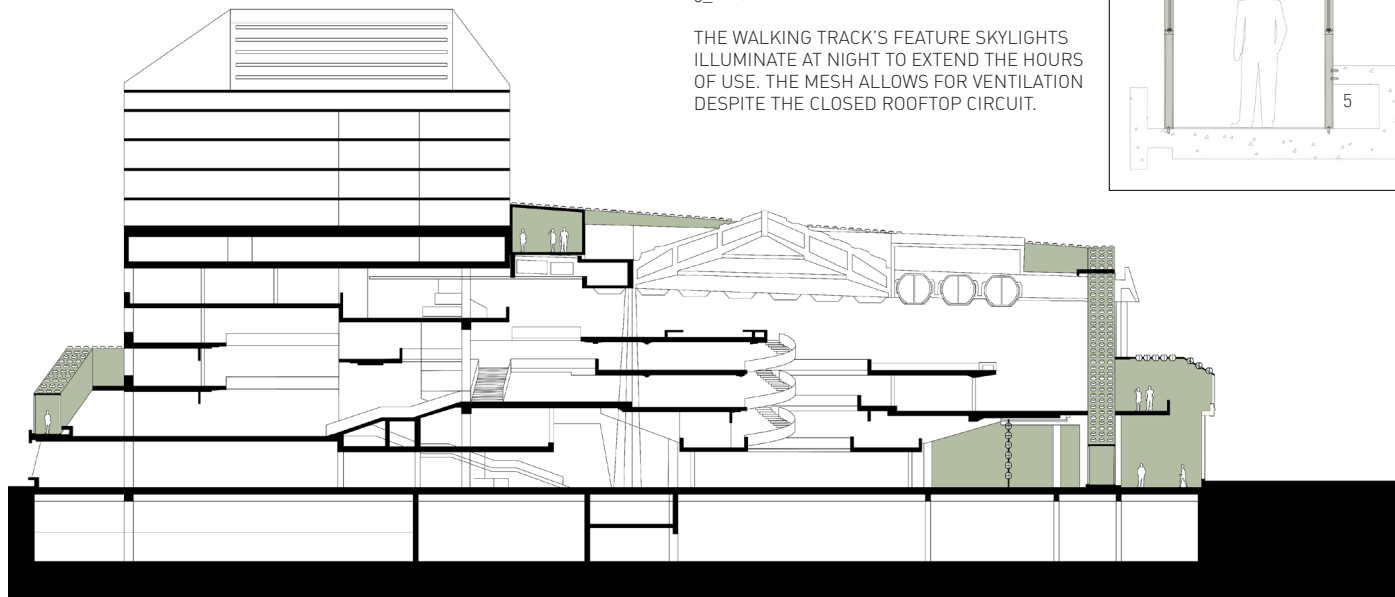 THE WALKING TRACK'S FEATURE SKYLIGHTS
ILLUMINATE AT NIGHT TO EXTEND THE HOURS
OF USE. THE MESH ALLOWS FOR VENTILATION
DESPITE THE CLOSED ROOFTOP CIRCUIT.
5